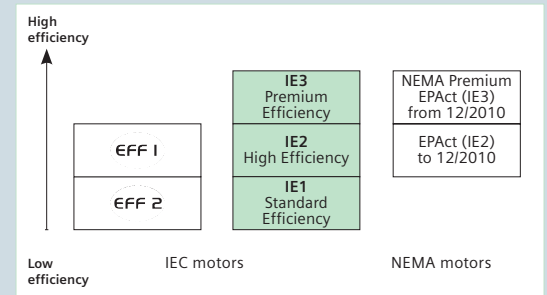 High
efficiency
IE3
Premium
Efficiency
NEMA Premium
EPAct (IE3)
from 12/2010
EFF 1
IE2
High Efficiency
EPAct (IE2)
to 12/2010
EFF 2
IE1
Standard
Efficiency
Low
efficiency
IEC motors
NEMA motors